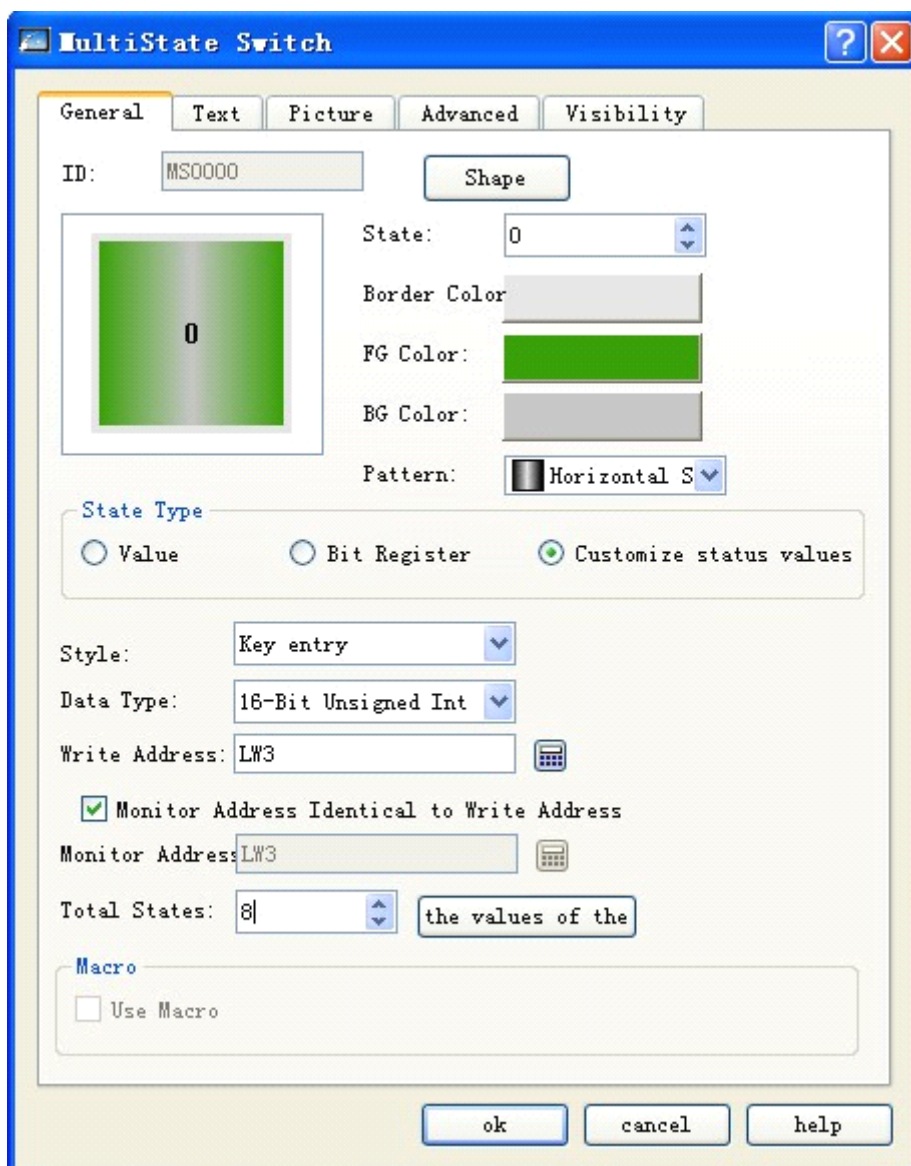 MultiState Switch
General Text Picture Advanced Visibility
ID: MS0000 Shape
State: 0
0
Border Color
FG Color:
BG Color:
Pattern: Horizontal S
State Type
Value Bit Register Customize status values
Style: Key entry
Data Type: 16-Bit Unsigned Int
Write Address: LW3
Monitor Address Identical to Write Address
Monitor Address LW3
Total States: 8 the values of the
Macro
Use Macro
ok cancel help